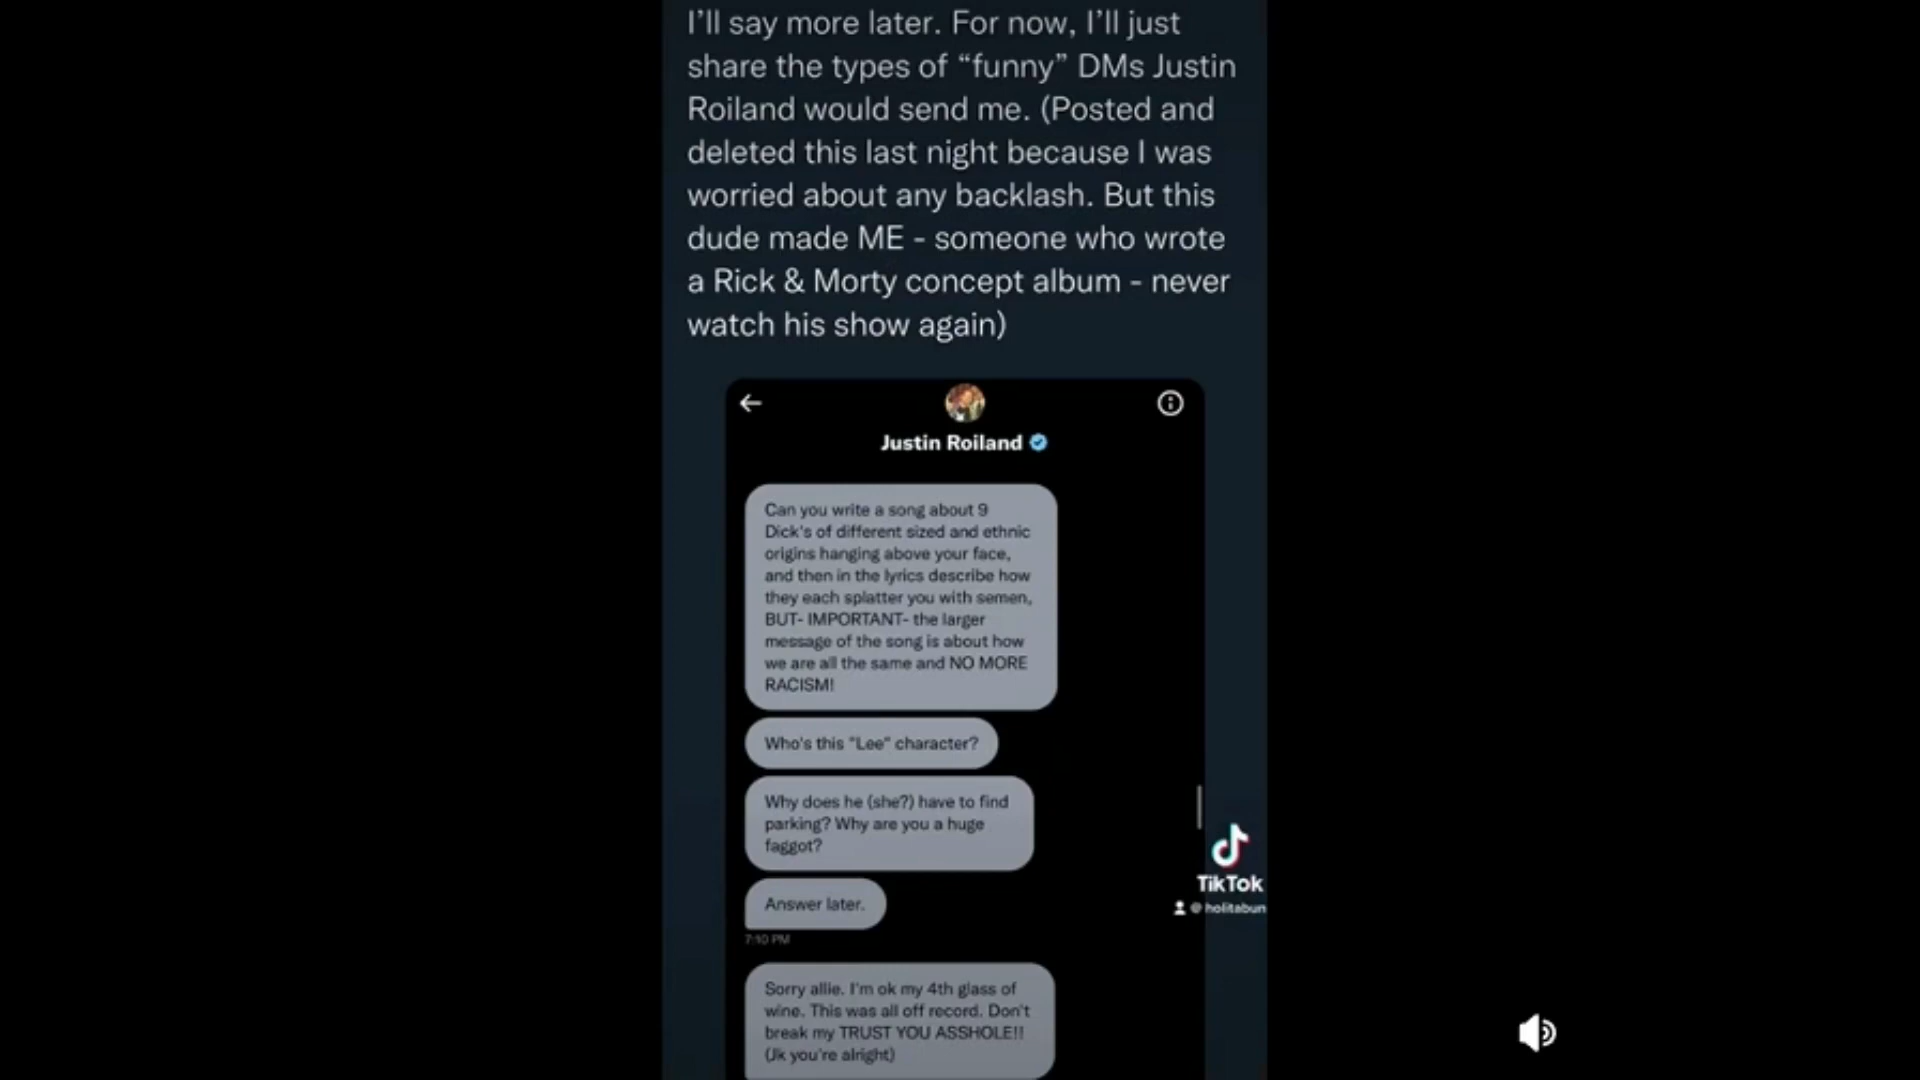 I’ll say more later. For now, I’ll just
share the types of “funny” DMs Justin
Roiland would send me. (Posted and
deleted this last night because I was
worried about any backlash. But this
dude made ME - someone who wrote
a Rick & Morty concept album - never
watch his show again)
Justin Roiland
Can you write a song about 9
Dick's of different sized and ethnic
origins hanging above your face,
and then in the lyrics describe how
they each splatter you with semen,
BUT- IMPORTANT- the larger
message of the song is about how
we are all the same and NO MORE
RACISM!
Who's this "Lee" character?
Why does he (she?) have to find
parking? Why are you a huge
faggot?
Answer later.
7:10 PM
Sorry allie. I'm ok my 4th glass of
wine. This was all off record. Don't
break my TRUST YOU ASSHOLE!!
(Jk you're alright)
TikTok
@ holitabun